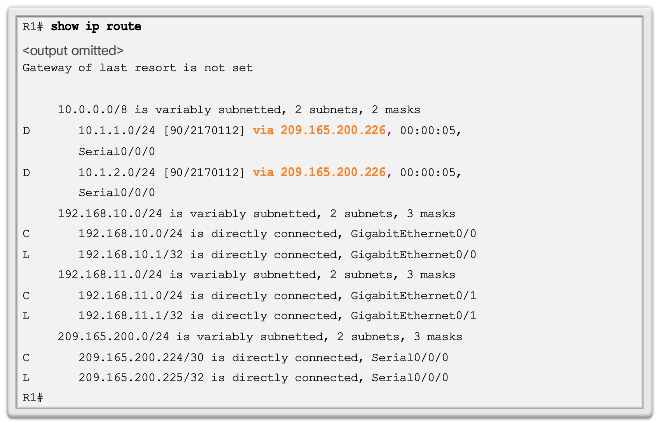 R1# show ip route
<output omitted>
Gateway of last resort is not set
10.0.0.0/8 is variably subnetted, 2 subnets, 2 masks
D 10.1.1.0/24 [90/2170112] via 209.165.200.226, 00:00:05,
Serial0/0/0
D 10.1.2.0/24 [90/2170112] via 209.165.200.226, 00:00:05,
Serial0/0/0
192.168.10.0/24 is variably subnetted, 2 subnets, 3 masks
C 192.168.10.0/24 is directly connected, GigabitEthernet0/0
L 192.168.10.1/32 is directly connected, GigabitEthernet0/0
192.168.11.0/24 is variably subnetted, 2 subnets, 3 masks
C 192.168.11.0/24 is directly connected, GigabitEthernet0/1
L 192.168.11.1/32 is directly connected, GigabitEthernet0/1
209.165.200.0/24 is variably subnetted, 2 subnets, 3 masks
C 209.165.200.224/30 is directly connected, Serial0/0/0
L 209.165.200.225/32 is directly connected, Serial0/0/0
R1#